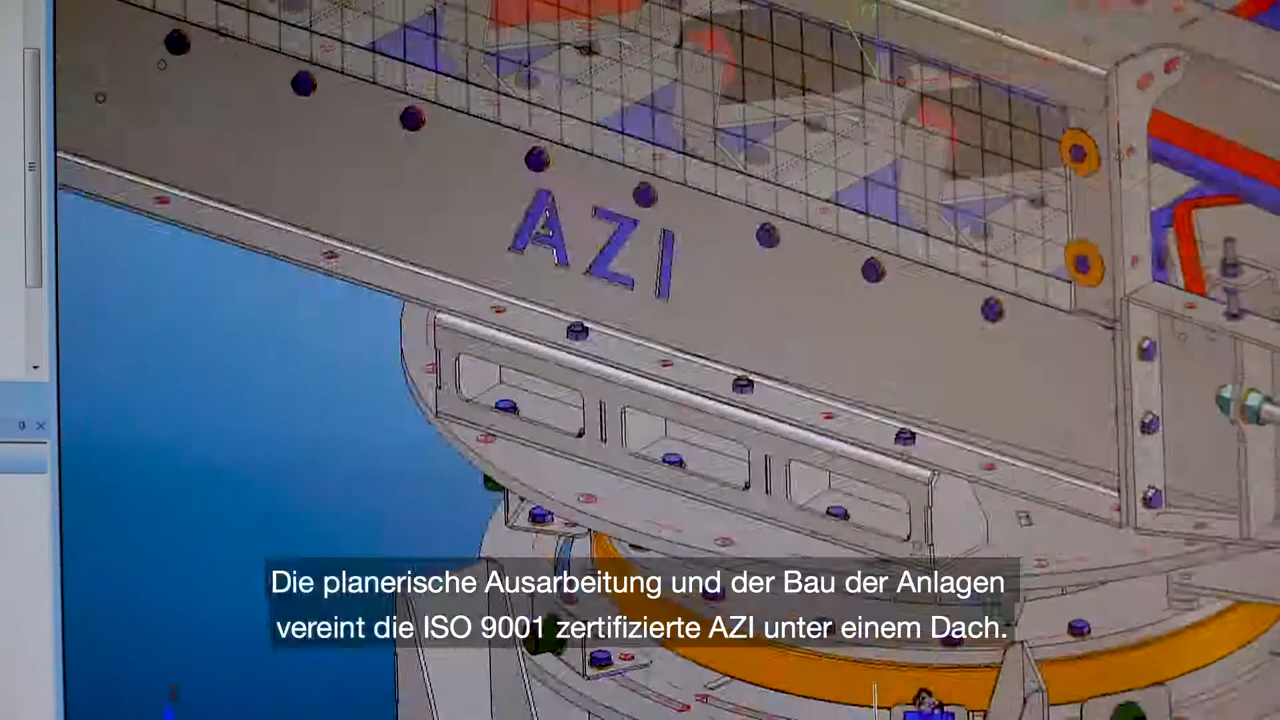 AZI
Die planerische Ausarbeitung und der Bau der Anlagen
vereint die ISO 9001 zertifizierte AZI unter einem Dach.